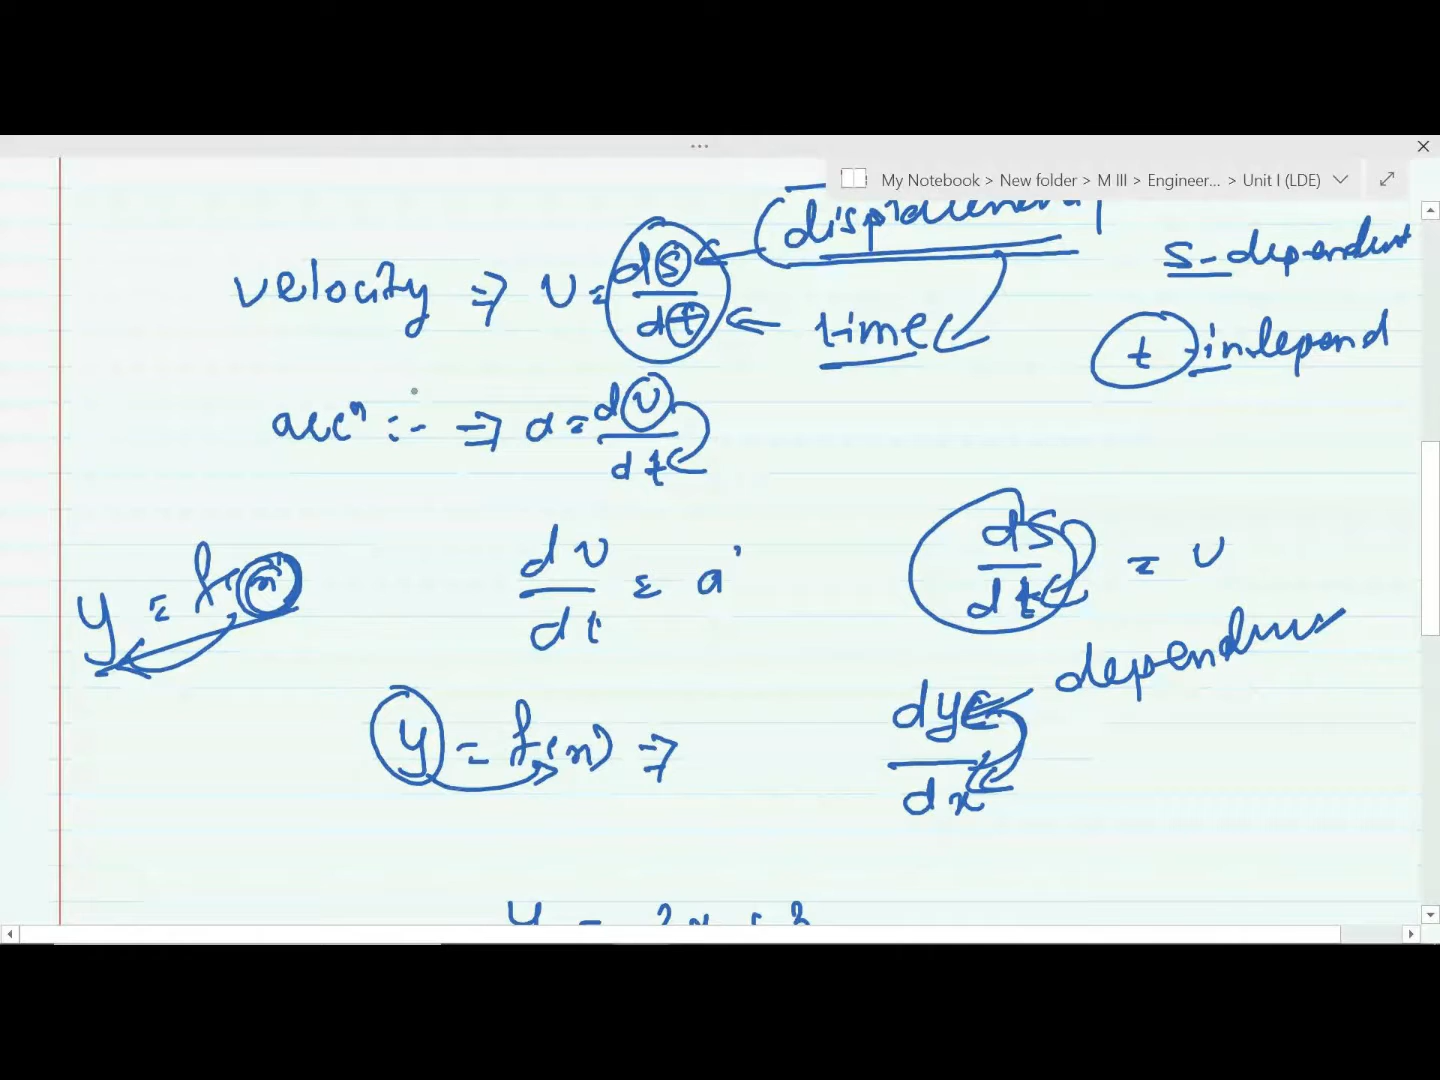 My Notebook > New folder > M III > Engineer... > Unit I (LDE)
displacement
s - dependent
velocity ⇒ v = ds/dt ← time
t - independ
accⁿ :- ⇒ a = dv/dt
dv/dt = a
ds/dt = v
y = f(x)
dependent
y = f(x) ⇒ dy/dx